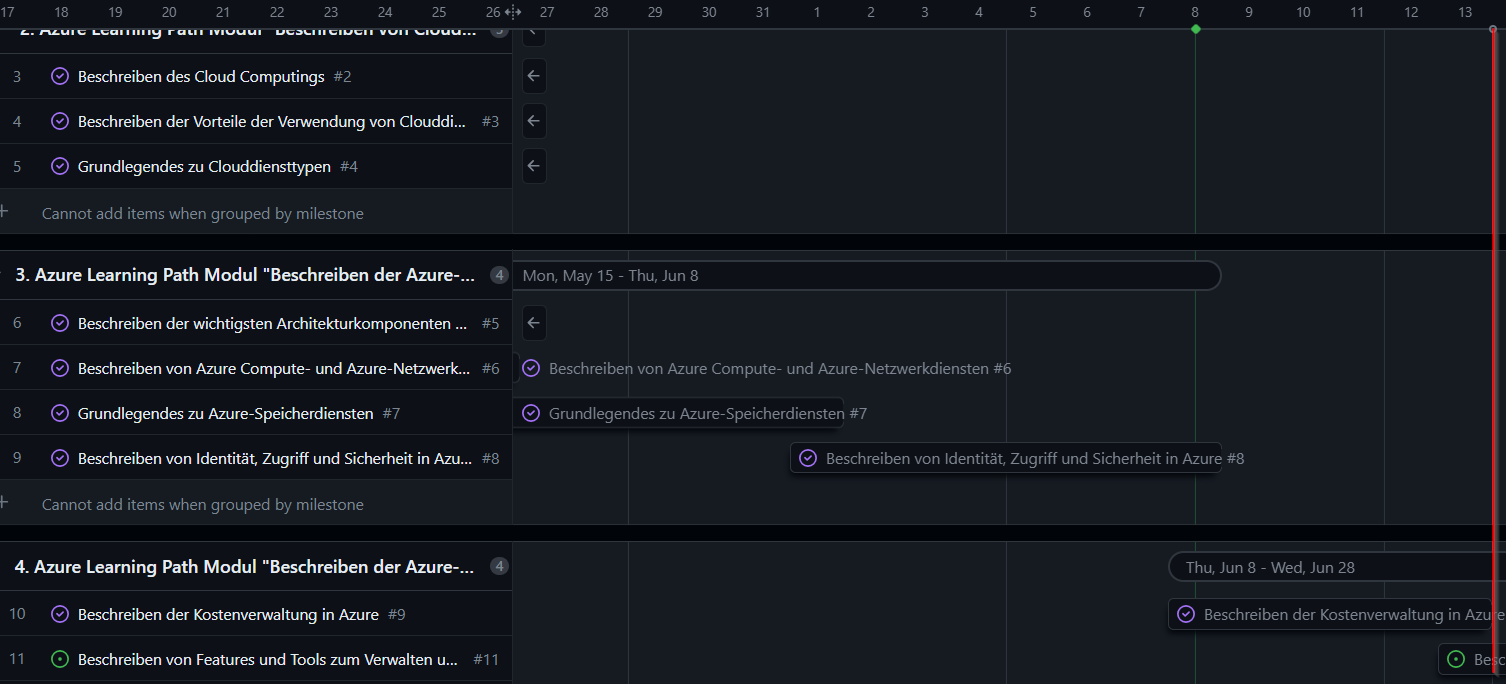 17 18 19 20 21 22 23 24 25 26 27 28 29 30 31 1 2 3 4 5 6 7 8 9 10 11 12 13
2. Azure Learning Path Modul "Beschreiben von Cloud... 3
3 Beschreiben des Cloud Computings #2
4 Beschreiben der Vorteile der Verwendung von Clouddi... #3
5 Grundlegendes zu Clouddiensttypen #4
Cannot add items when grouped by milestone
3. Azure Learning Path Modul "Beschreiben der Azure-... 4 Mon, May 15 - Thu, Jun 8
6 Beschreiben der wichtigsten Architekturkomponenten ... #5
7 Beschreiben von Azure Compute- und Azure-Netzwerk... #6 Beschreiben von Azure Compute- und Azure-Netzwerkdiensten #6
8 Grundlegendes zu Azure-Speicherdiensten #7 Grundlegendes zu Azure-Speicherdiensten #7
9 Beschreiben von Identität, Zugriff und Sicherheit in Azu... #8 Beschreiben von Identität, Zugriff und Sicherheit in Azure #8
Cannot add items when grouped by milestone
4. Azure Learning Path Modul "Beschreiben der Azure-... 4 Thu, Jun 8 - Wed, Jun 28
10 Beschreiben der Kostenverwaltung in Azure #9 Beschreiben der Kostenverwaltung in Azure
11 Beschreiben von Features und Tools zum Verwalten u... #11 Besc